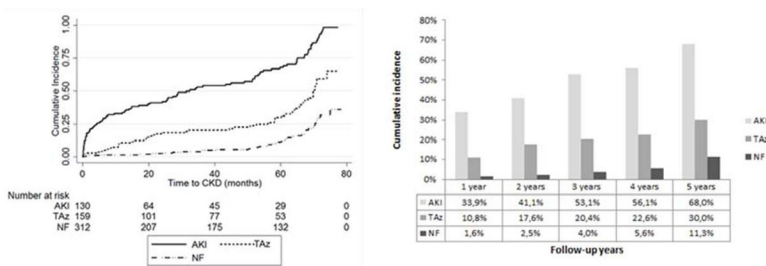 Cumulative Incidence
1.00
0.75
0.50
0.25
0.00
0 20 40 60 80
Time to CKD (months)
Number at risk
AKI 130 64 45 29 0
TAz 159 101 77 53 0
NF 312 207 175 132 0
AKI TAz
NF
Cumulative incidence
80%
70%
60%
50%
40%
30%
20%
10%
0%
AKI
TAz
NF
1 year 2 years 3 years 4 years 5 years
AKI 33,9% 41,1% 53,1% 56,1% 68,0%
TAz 10,8% 17,6% 20,4% 22,6% 30,0%
NF 1,6% 2,5% 4,0% 5,6% 11,3%
Follow-up years